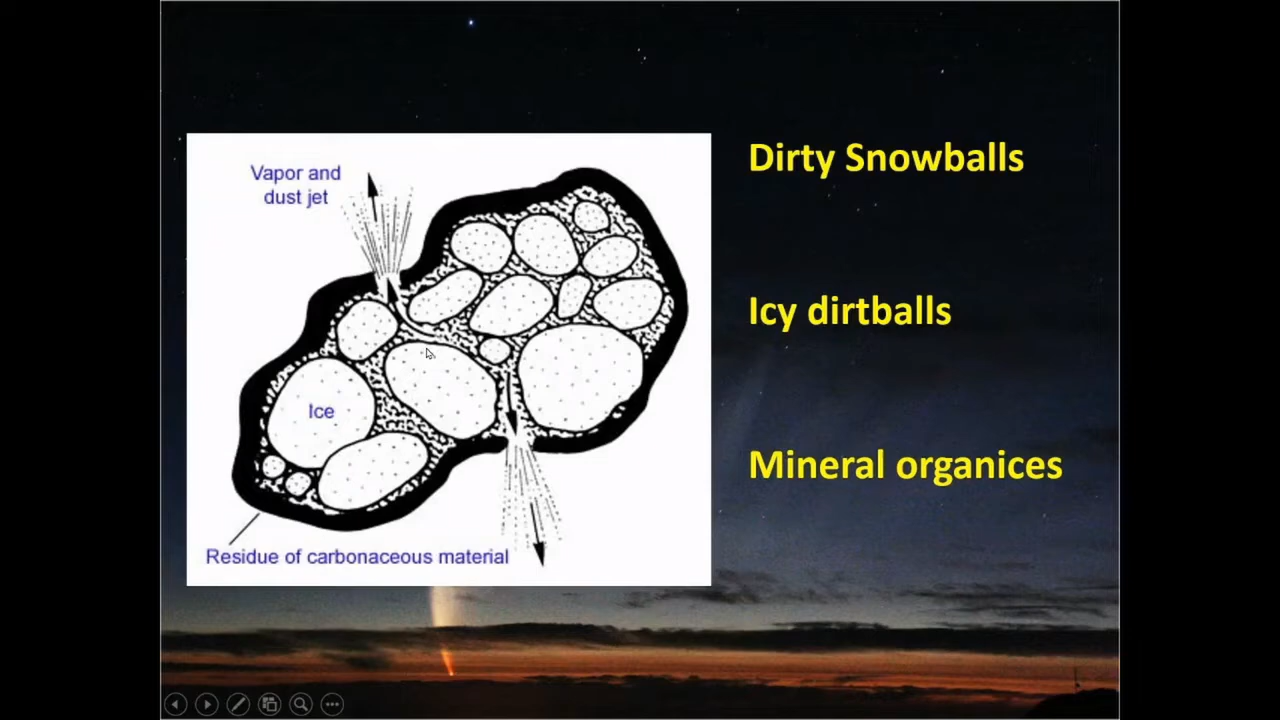 Vapor and
dust jet
Ice
Residue of carbonaceous material
Dirty Snowballs
Icy dirtballs
Mineral organices